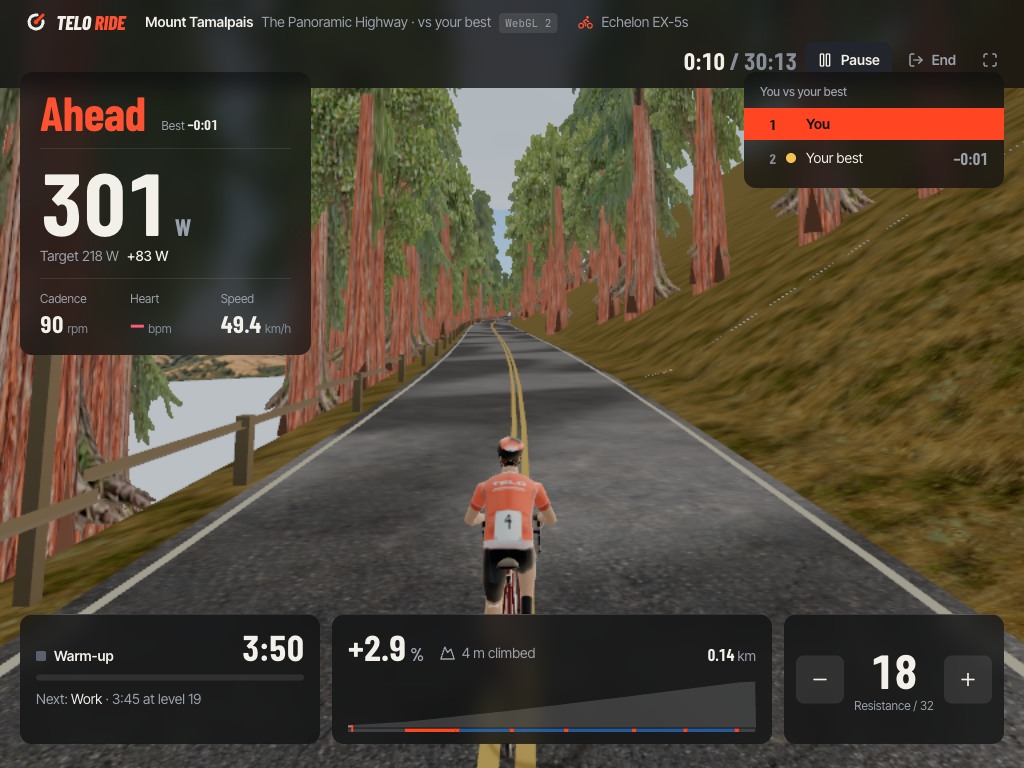 TELO RIDE Mount Tamalpais The Panoramic Highway · vs your best WebGL 2 Echelon EX-5s
0:10 / 30:13 Pause End
Ahead Best −0:01
301 W
Target 218 W +83 W
Cadence Heart Speed
90 rpm — bpm 49.4 km/h
You vs your best
1 You
2 Your best −0:01
TELO
4
Warm-up 3:50
Next: Work · 3:45 at level 19
+2.9 % 4 m climbed 0.14 km
− 18 +
Resistance / 32